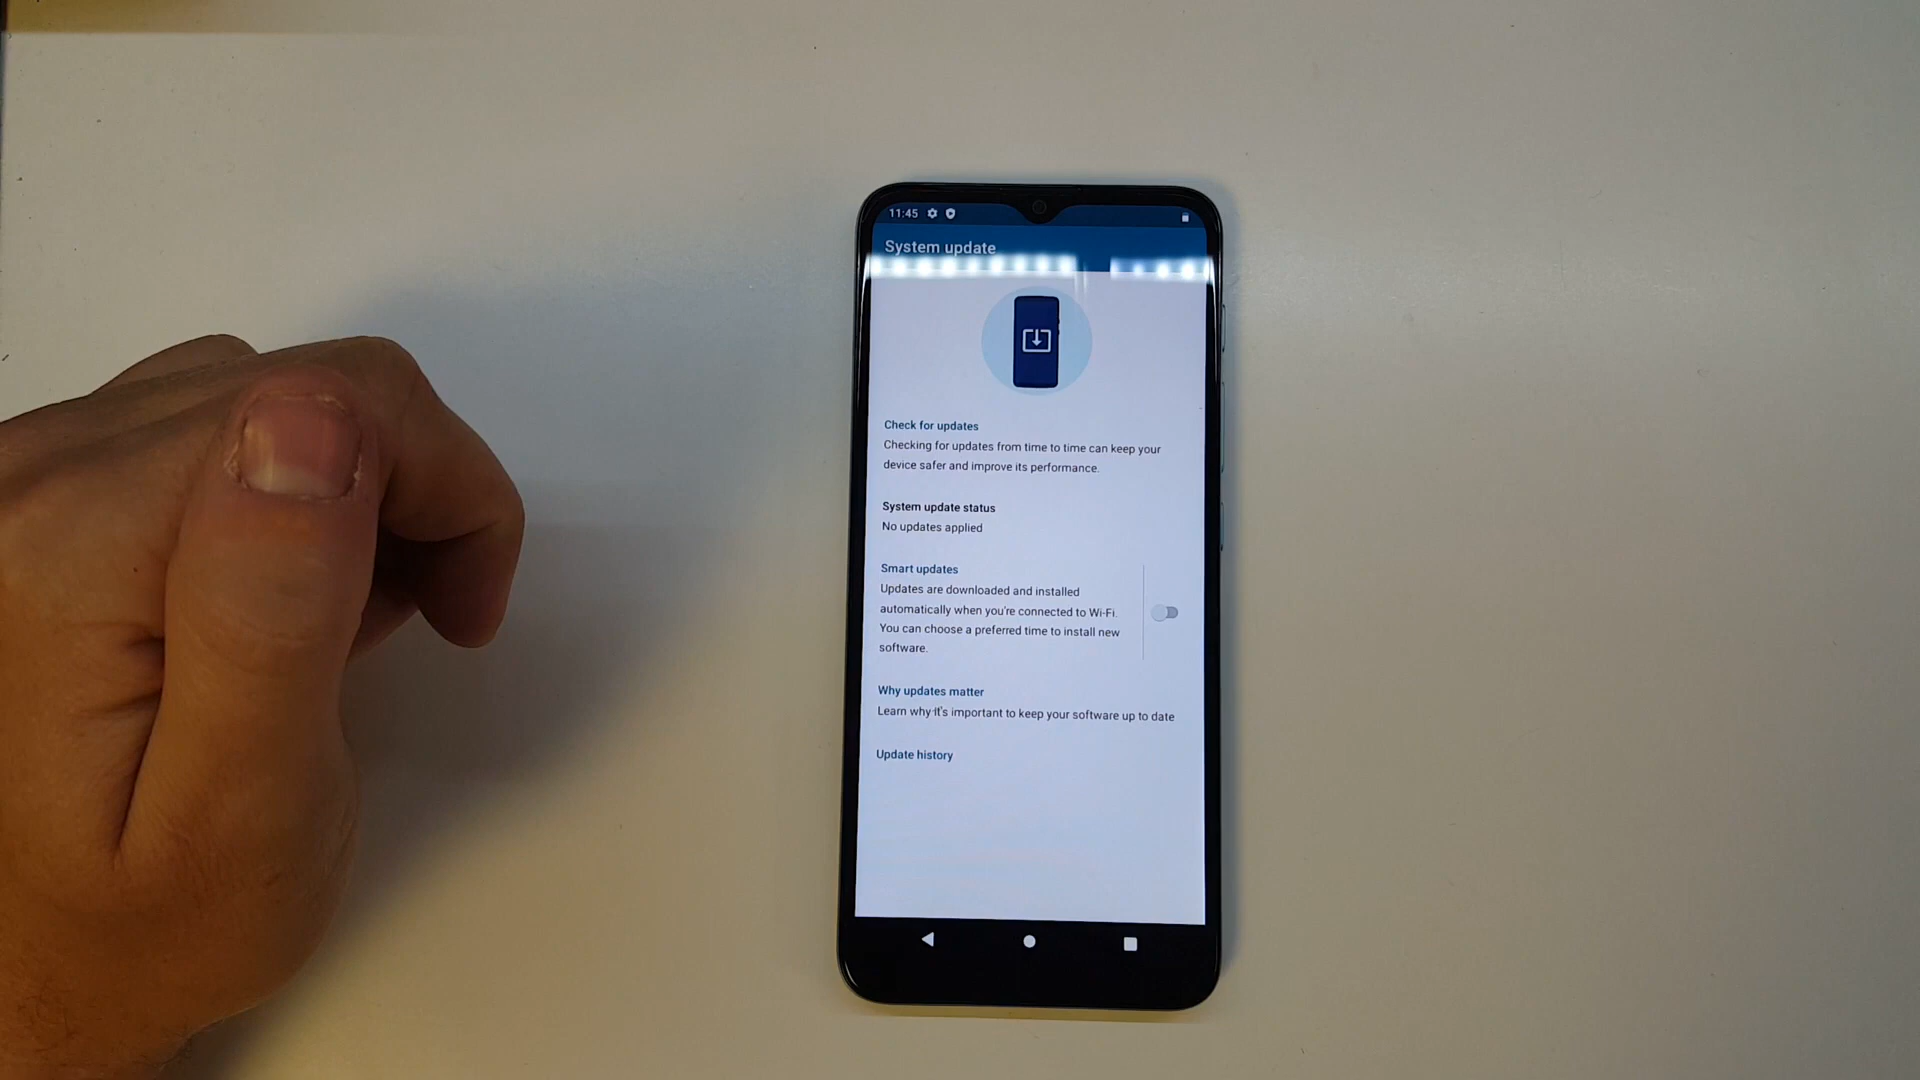 11:45
System update
Check for updates
Checking for updates from time to time can keep your
device safer and improve its performance.
System update status
No updates applied
Smart updates
Updates are downloaded and installed
automatically when you're connected to Wi-Fi.
You can choose a preferred time to install new
software.
Why updates matter
Learn why it's important to keep your software up to date
Update history